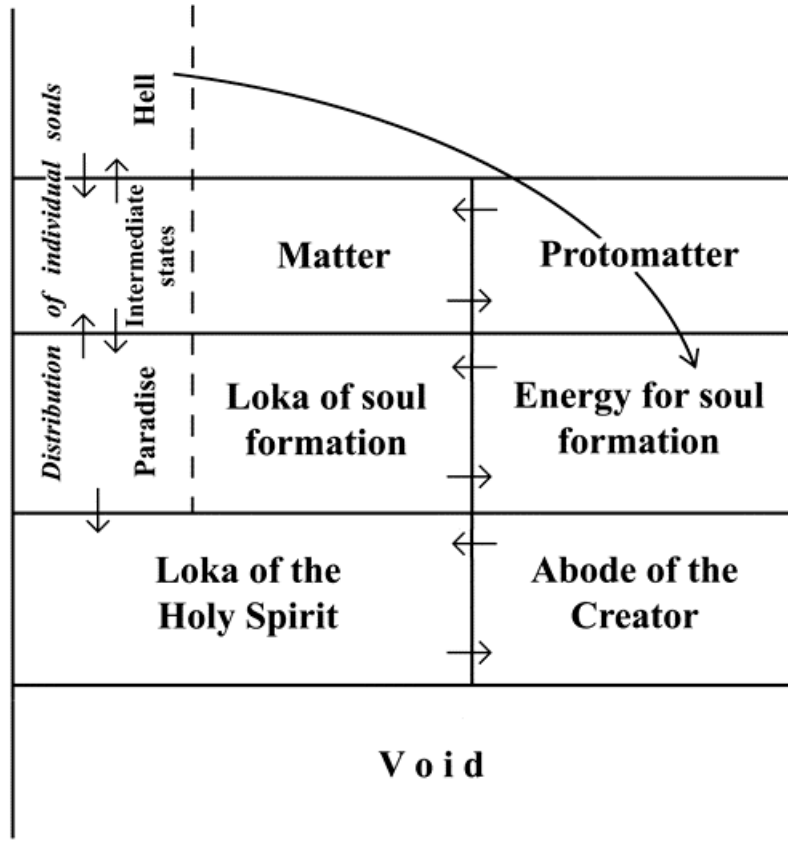 Distribution of individual souls
Hell
Intermediate
states
Paradise
Matter
Protomatter
Loka of soul
formation
Energy for soul
formation
Loka of the
Holy Spirit
Abode of the
Creator
Void